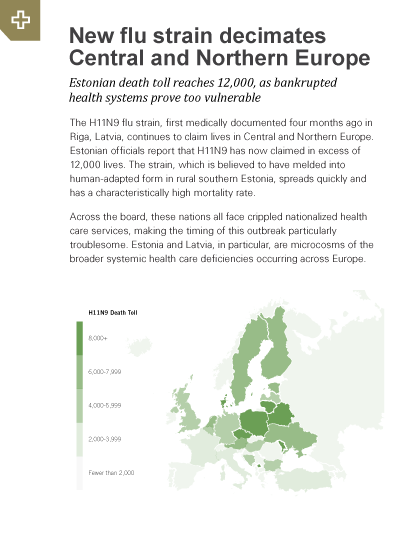 New flu strain decimates
Central and Northern Europe
Estonian death toll reaches 12,000, as bankrupted
health systems prove too vulnerable
The H11N9 flu strain, first medically documented four months ago in
Riga, Latvia, continues to claim lives in Central and Northern Europe.
Estonian officials report that H11N9 has now claimed in excess of
12,000 lives. The strain, which is believed to have melded into
human-adapted form in rural southern Estonia, spreads quickly and
has a characteristically high mortality rate.
Across the board, these nations all face crippled nationalized health
care services, making the timing of this outbreak particularly
troublesome. Estonia and Latvia, in particular, are microcosms of the
broader systemic health care deficiencies occurring across Europe.
H11N9 Death Toll
8,000+
6,000-7,999
4,000-5,999
2,000-3,999
Fewer than 2,000